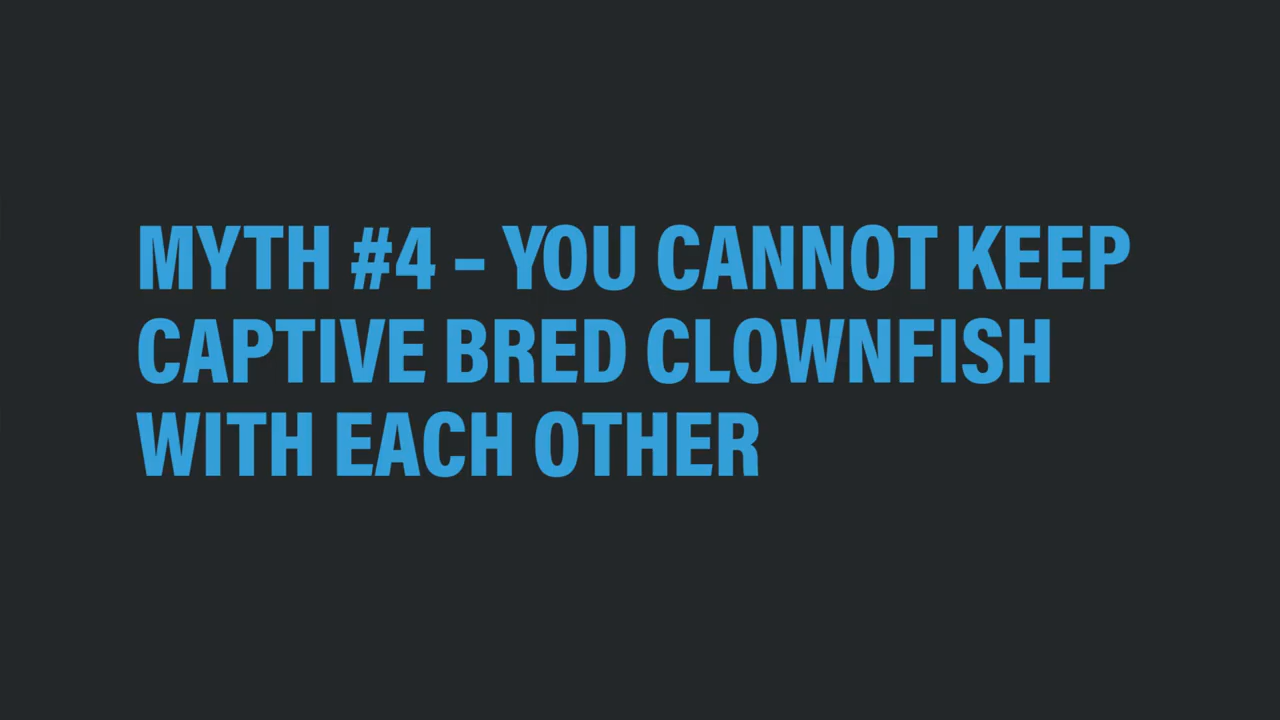 MYTH #4 - YOU CANNOT KEEP
CAPTIVE BRED CLOWNFISH
WITH EACH OTHER